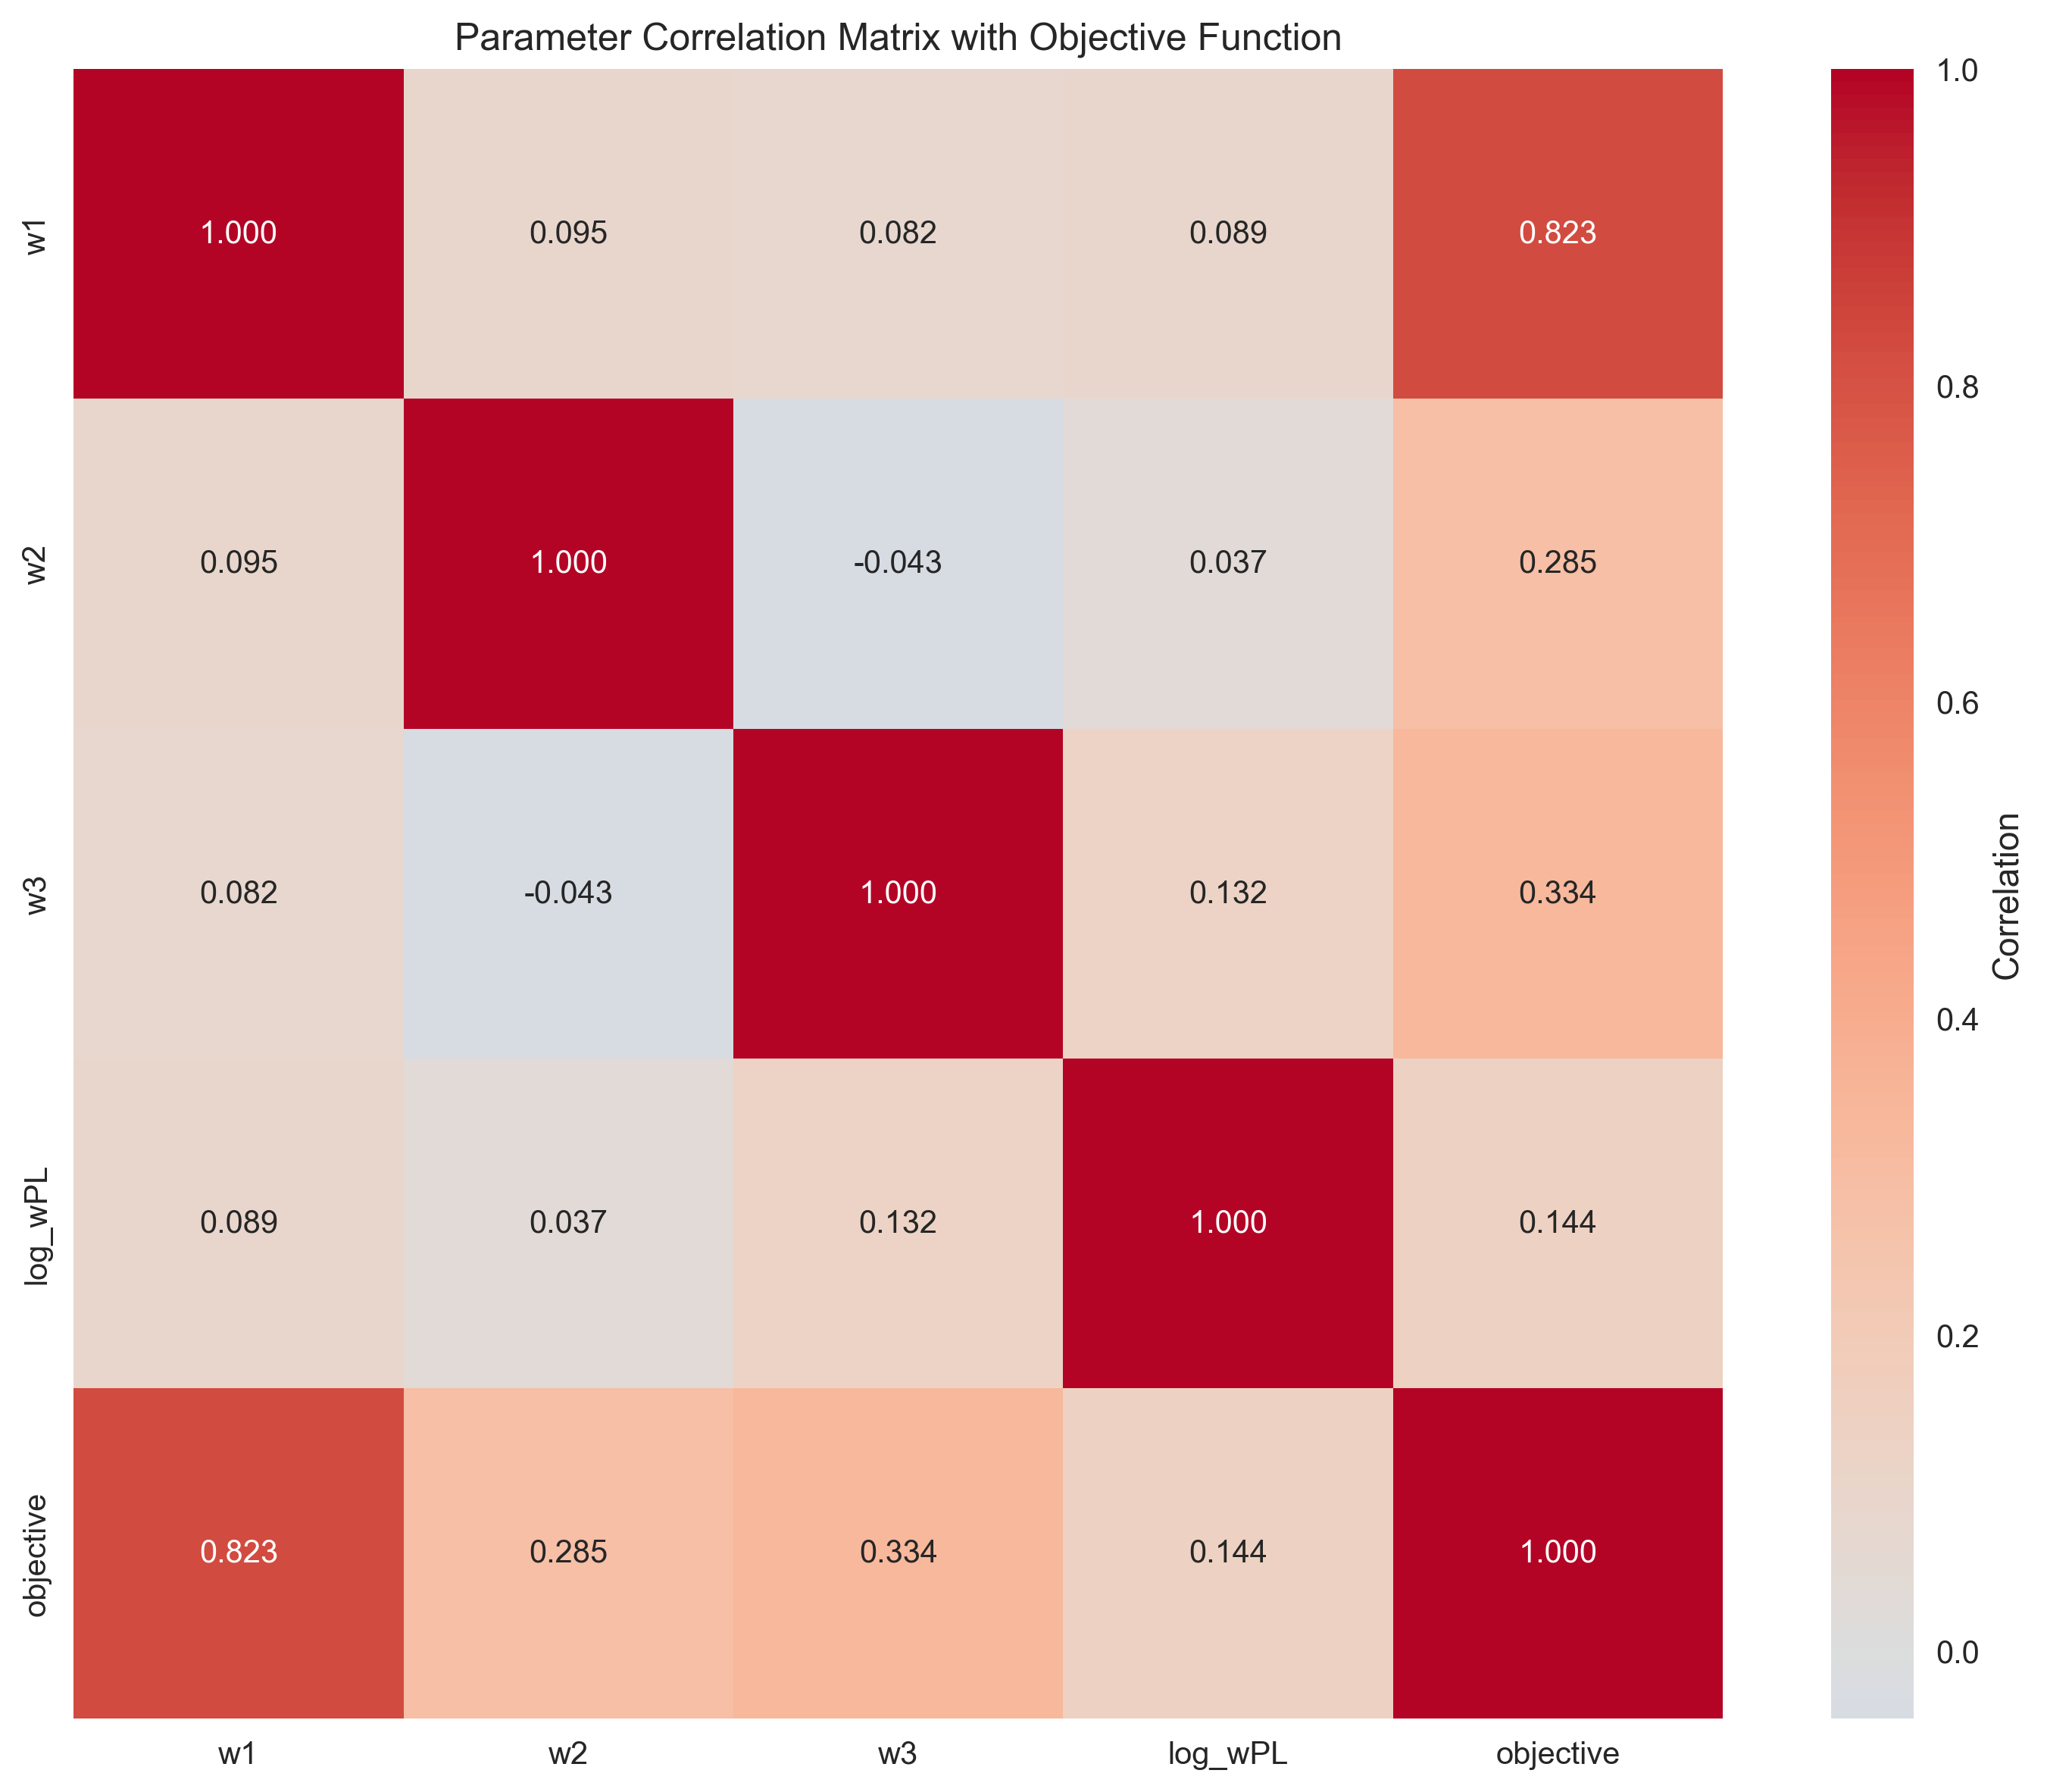 Parameter Correlation Matrix with Objective Function
w1 1.000 0.095 0.082 0.089 0.823
w2 0.095 1.000 -0.043 0.037 0.285
w3 0.082 -0.043 1.000 0.132 0.334
log_wPL 0.089 0.037 0.132 1.000 0.144
objective 0.823 0.285 0.334 0.144 1.000
w1 w2 w3 log_wPL objective
1.0
0.8
0.6
0.4
0.2
0.0
Correlation